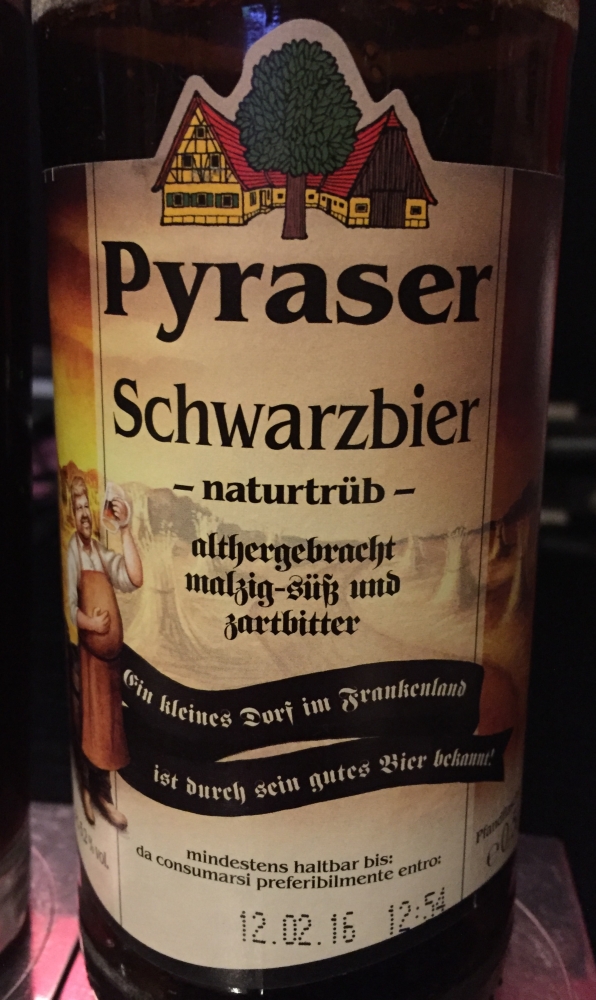 Pyraser
Schwarzbier
– naturtrüb –
althergebracht
malzig-süß und
zartbitter
Ein kleines Dorf im Frankenland
ist durch sein gutes Bier bekannt!
mindestens haltbar bis:
da consumarsi preferibilmente entro:
12.02.16 12:54